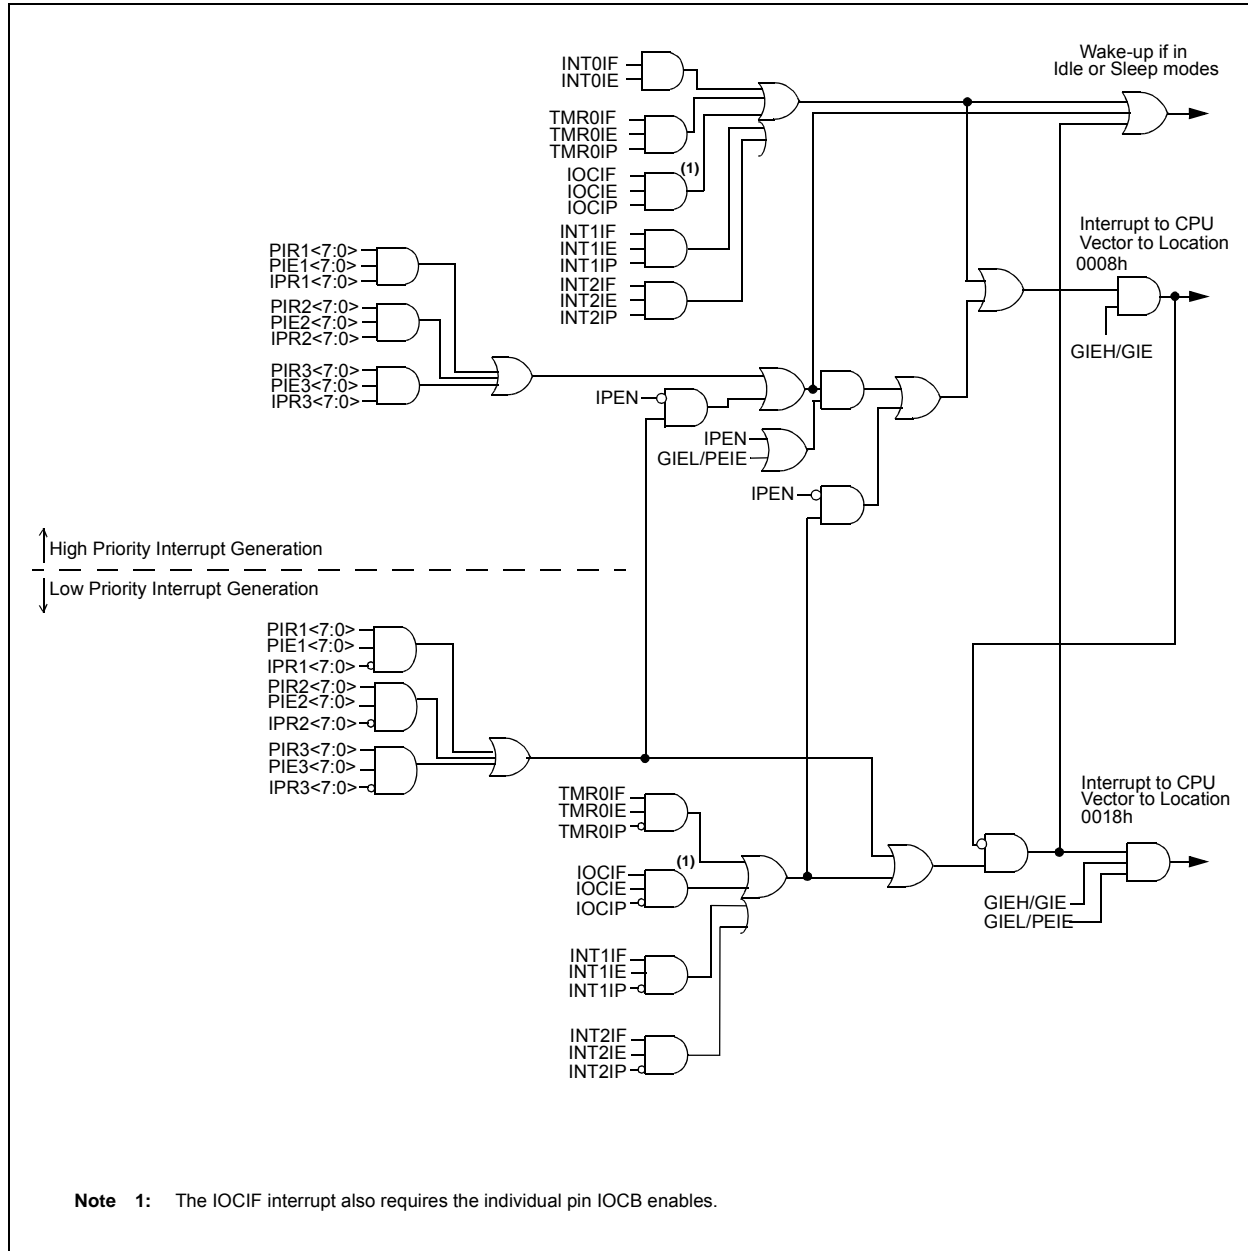 Wake-up if in
Idle or Sleep modes
INT0IF
INT0IE
TMR0IF
TMR0IE
TMR0IP
(1)
IOCIF
IOCIE
IOCIP
INT1IF
INT1IE
INT1IP
INT2IF
INT2IE
INT2IP
Interrupt to CPU
Vector to Location
0008h
GIEH/GIE
PIR1<7:0>
PIE1<7:0>
IPR1<7:0>
PIR2<7:0>
PIE2<7:0>
IPR2<7:0>
PIR3<7:0>
PIE3<7:0>
IPR3<7:0>
IPEN
IPEN
GIEL/PEIE
IPEN
High Priority Interrupt Generation
Low Priority Interrupt Generation
PIR1<7:0>
PIE1<7:0>
IPR1<7:0>
PIR2<7:0>
PIE2<7:0>
IPR2<7:0>
PIR3<7:0>
PIE3<7:0>
IPR3<7:0>
TMR0IF
TMR0IE
TMR0IP
(1)
IOCIF
IOCIE
IOCIP
INT1IF
INT1IE
INT1IP
INT2IF
INT2IE
INT2IP
Interrupt to CPU
Vector to Location
0018h
GIEH/GIE
GIEL/PEIE
Note 1: The IOCIF interrupt also requires the individual pin IOCB enables.